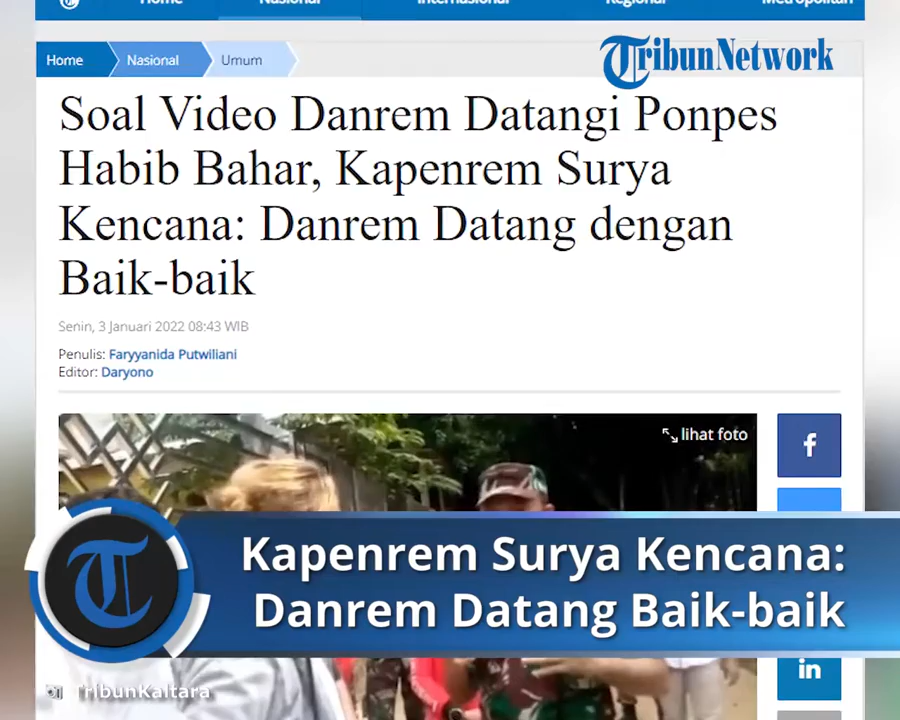 Home Nasional Internasional Regional Metropolitan
TribunNetwork
Home Nasional Umum
Soal Video Danrem Datangi Ponpes
Habib Bahar, Kapenrem Surya
Kencana: Danrem Datang dengan
Baik-baik
Senin, 3 Januari 2022 08:43 WIB
Penulis: Faryyanida Putwiliani
Editor: Daryono
lihat foto
f
Kapenrem Surya Kencana:
Danrem Datang Baik-baik
T
in
TribunKaltara